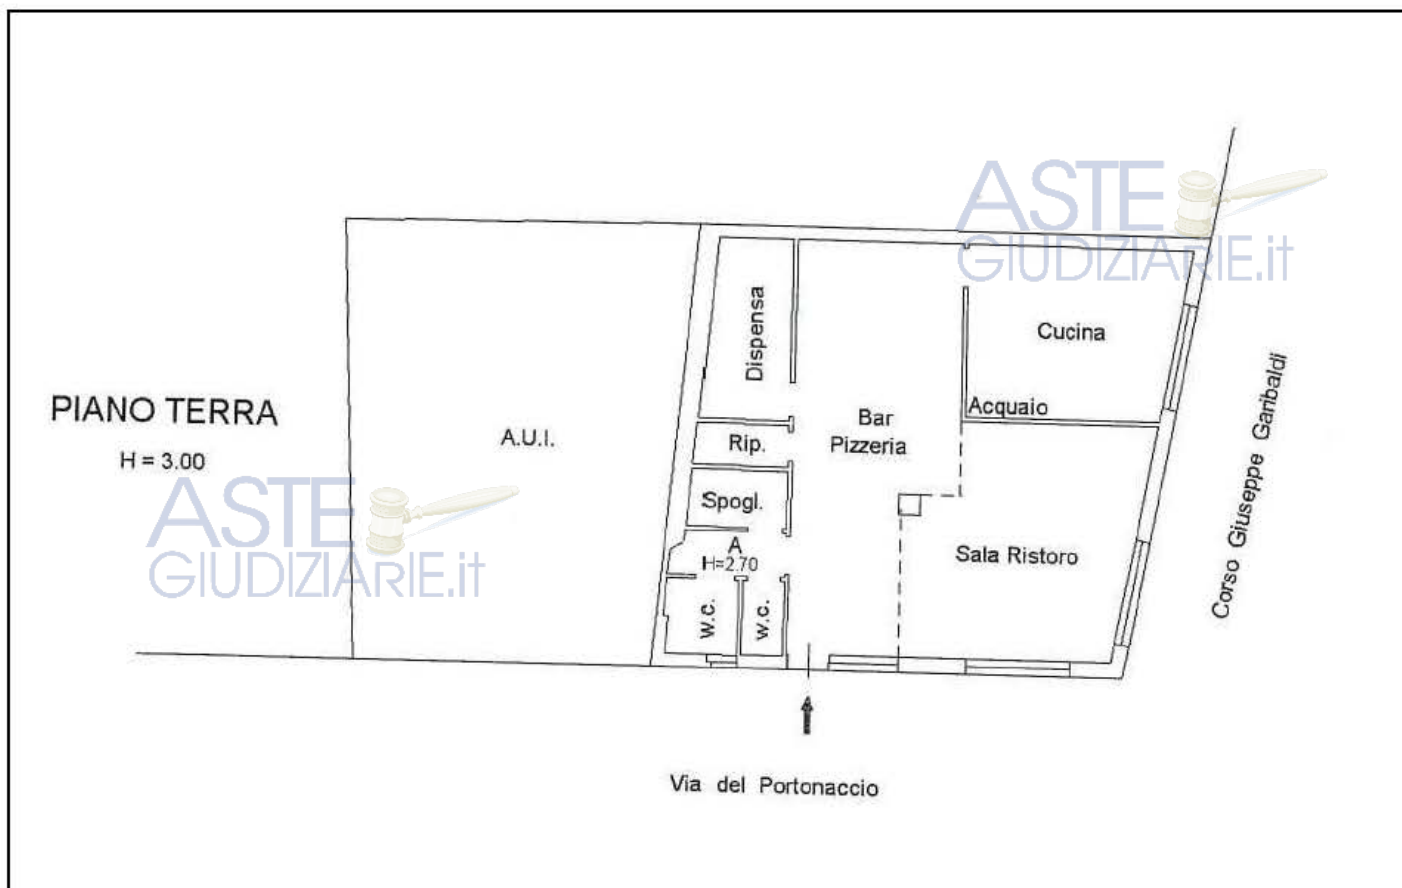 ASTE
GIUDIZIARIE.it
Dispensa
Cucina
Corso Giuseppe Garibaldi
PIANO TERRA
H = 3.00
A.U.I.
Rip.
Bar
Pizzeria
Acquaio
ASTE
GIUDIZIARIE.it
Spogl.
A
H=2.70
Sala Ristoro
w.c.
w.c.
Via del Portonaccio